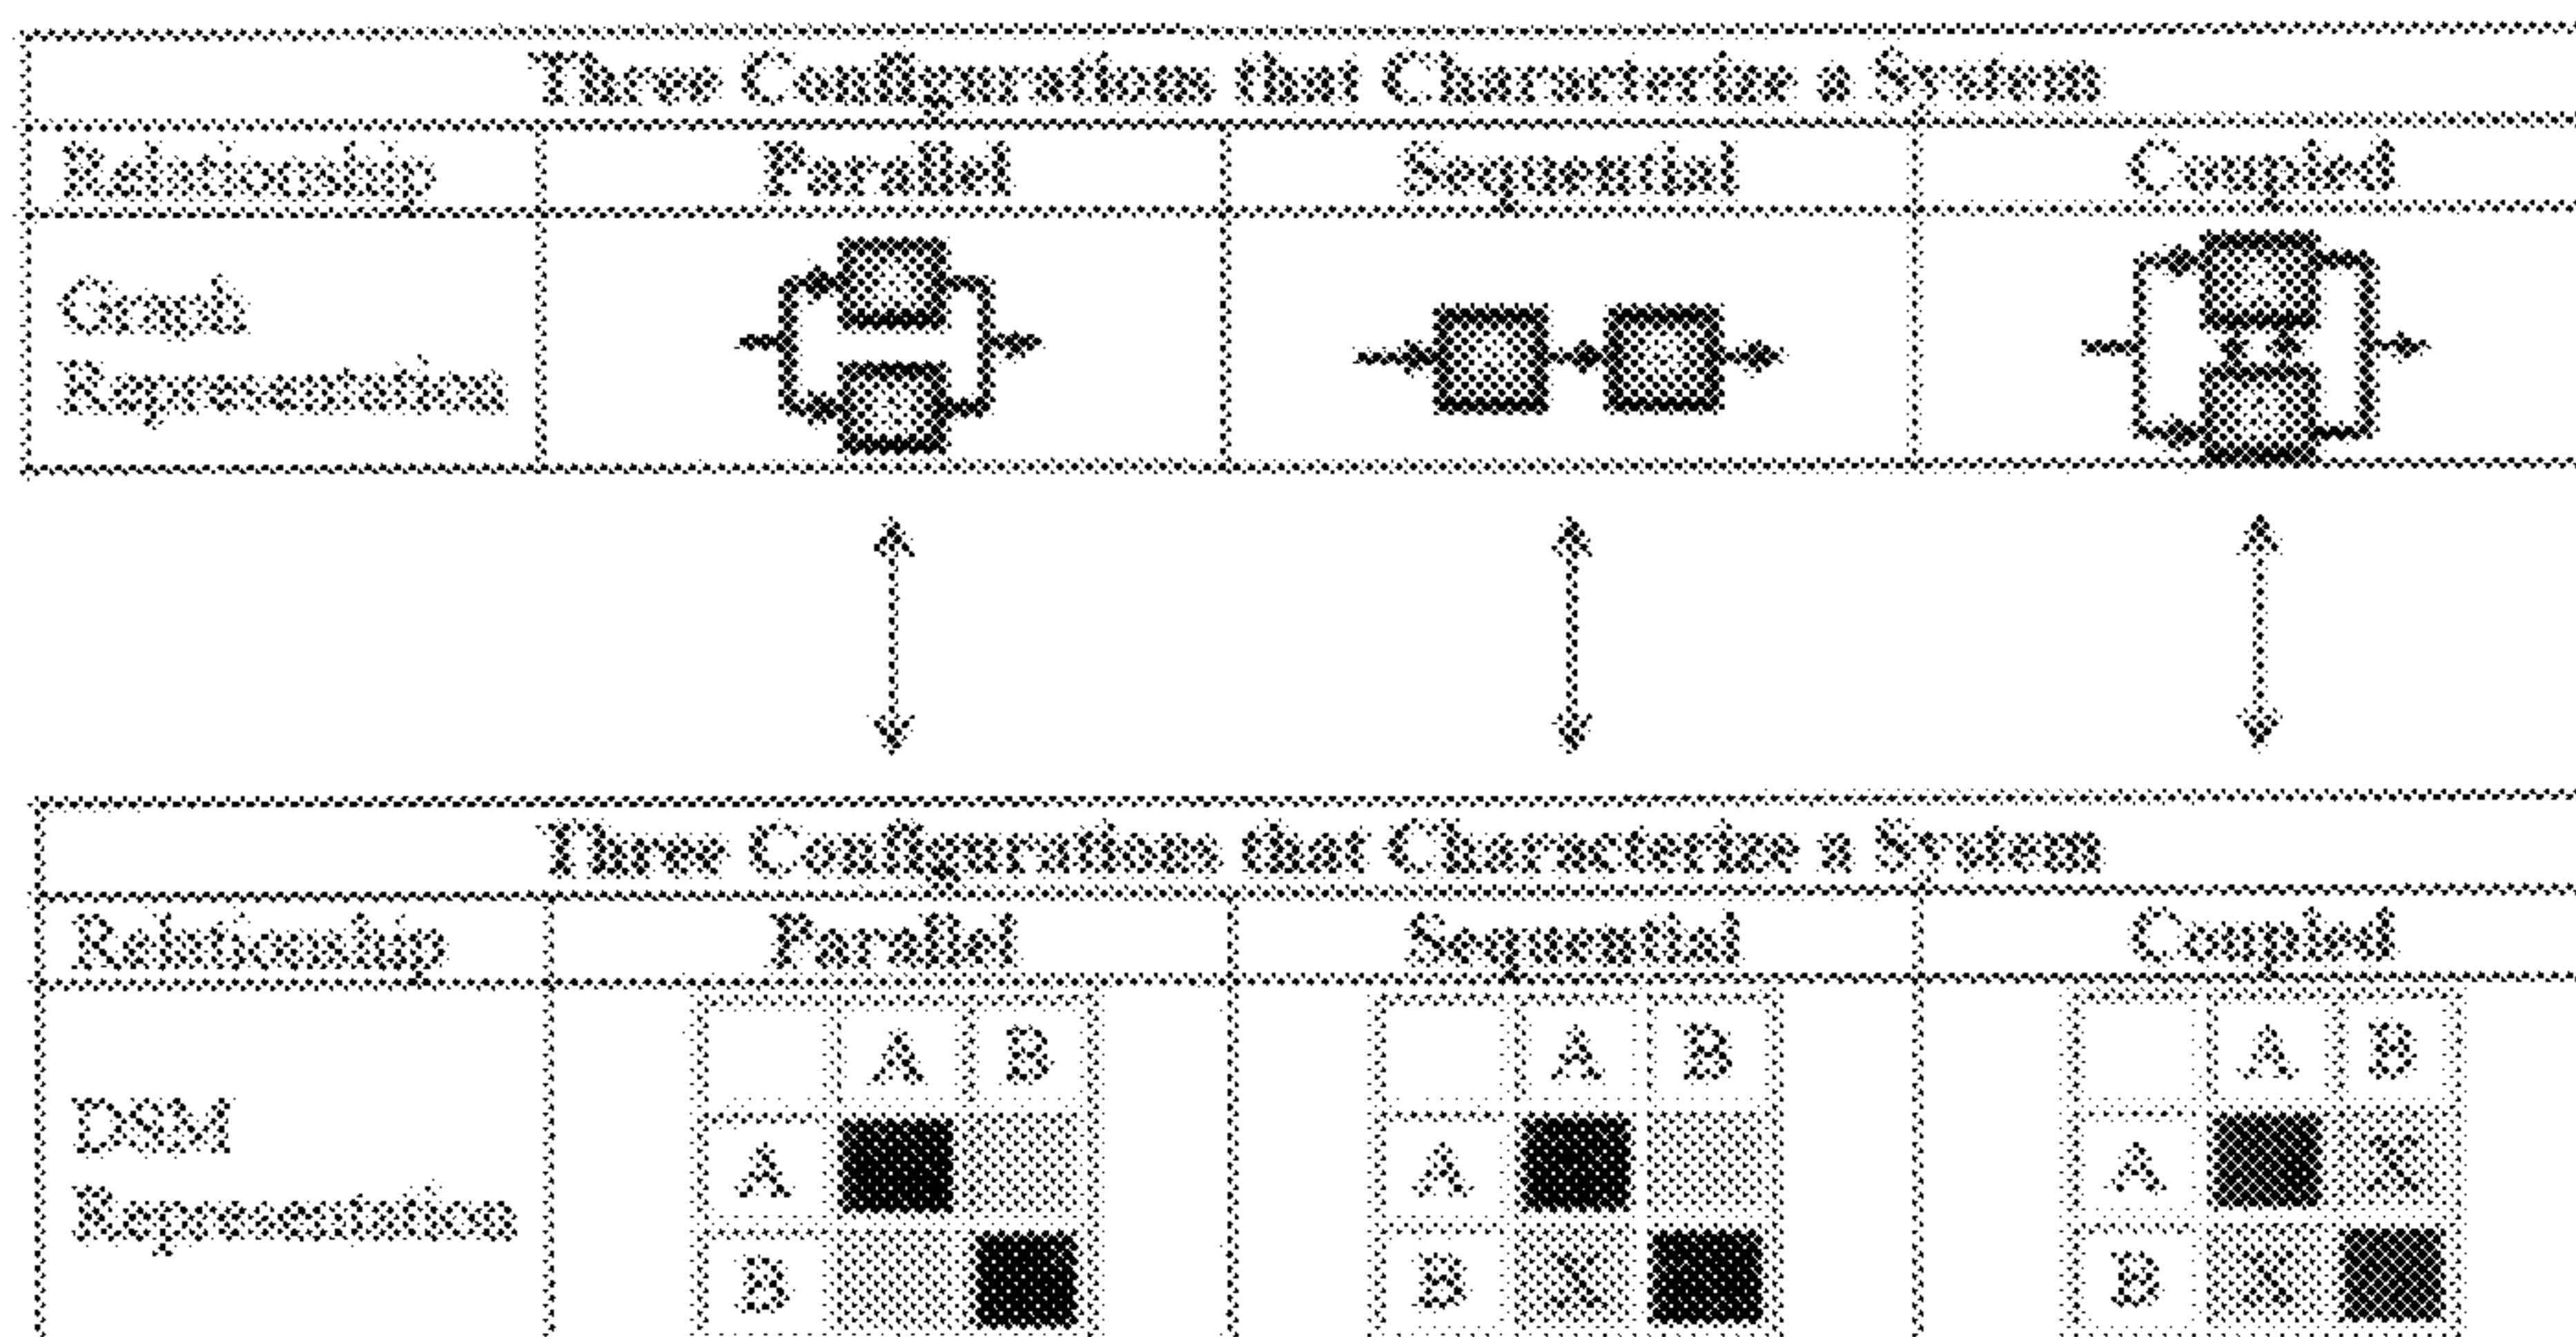 Three Configurations that Characterize a System
Relationship Parallel Sequential Coupled
Graph
Representation
Three Configurations that Characterize a System
Relationship Parallel Sequential Coupled
A B A B A B
DSM
A A A X
Representation
B B X B X